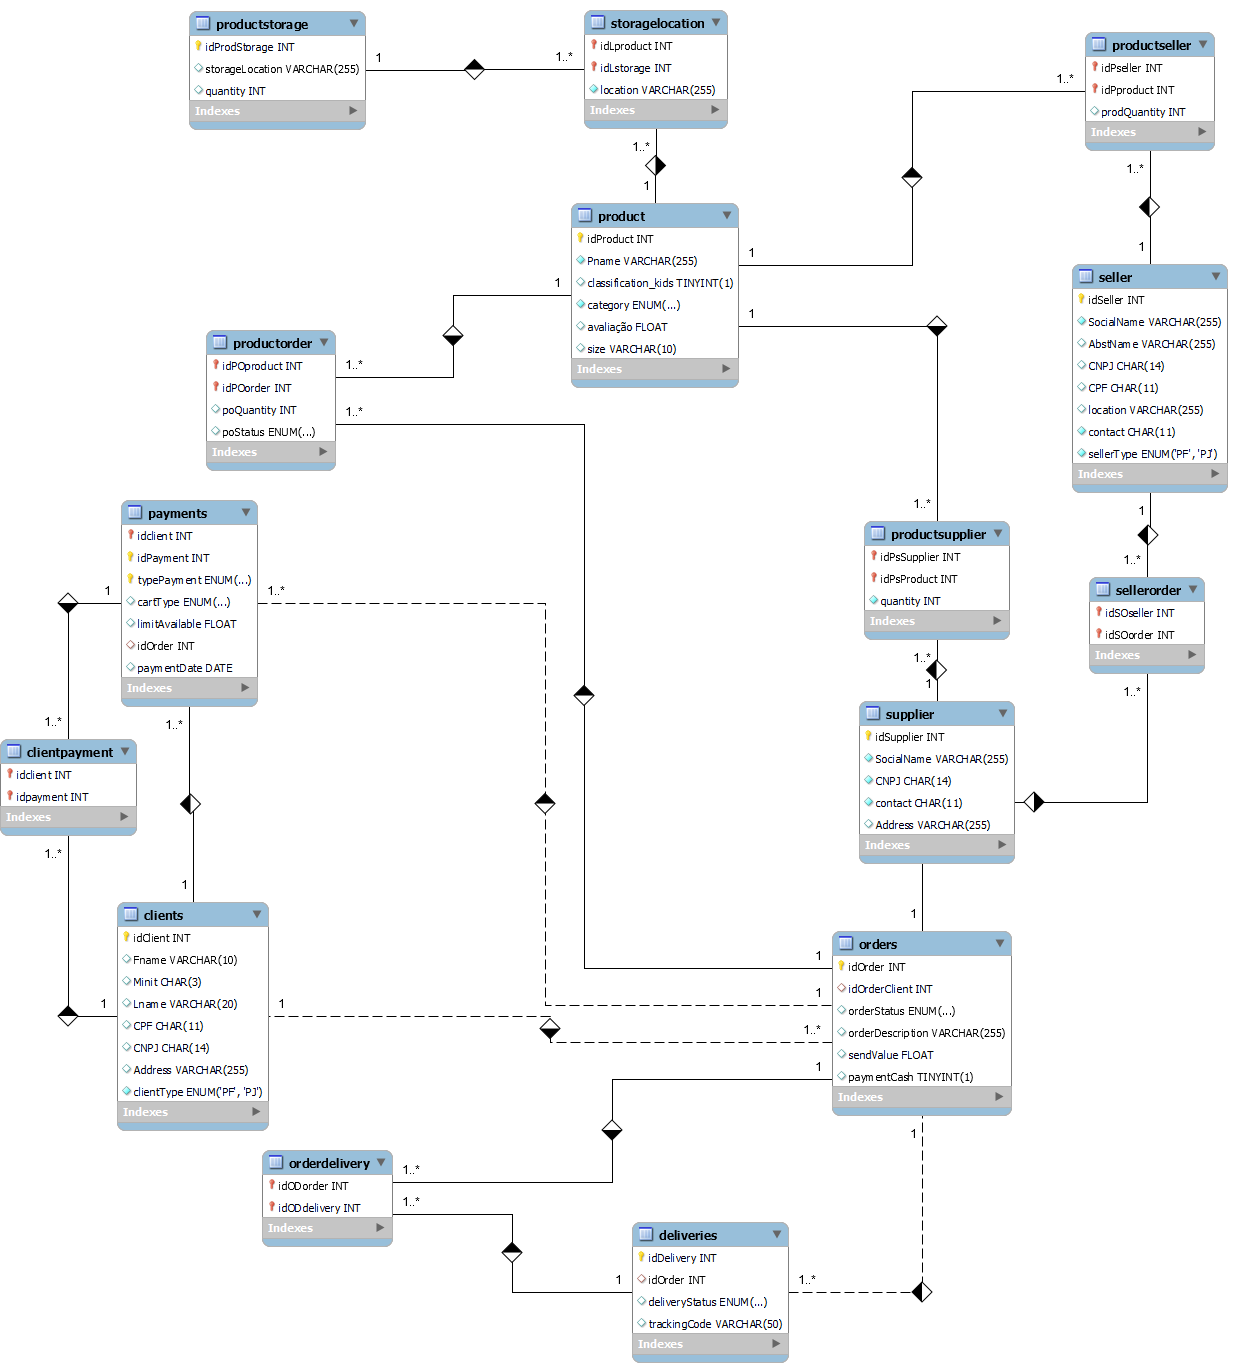 productstorage
idProdStorage INT
storageLocation VARCHAR(255)
quantity INT
Indexes
1
1..*
storagelocation
idLproduct INT
idLstorage INT
location VARCHAR(255)
Indexes
1..*
1
productseller
idPseller INT
idPproduct INT
prodQuantity INT
Indexes
1..*
1..*
1
product
idProduct INT
Pname VARCHAR(255)
classification_kids TINYINT(1)
category ENUM(...)
avaliação FLOAT
size VARCHAR(10)
Indexes
1
1
1
seller
idSeller INT
SocialName VARCHAR(255)
AbstName VARCHAR(255)
CNPJ CHAR(14)
CPF CHAR(11)
location VARCHAR(255)
contact CHAR(11)
sellerType ENUM('PF', 'PJ')
Indexes
1
1..*
productorder
idPOproduct INT
idPOorder INT
poQuantity INT
poStatus ENUM(...)
Indexes
1..*
1..*
payments
idclient INT
idPayment INT
typePayment ENUM(...)
cartType ENUM(...)
limitAvailable FLOAT
idOrder INT
paymentDate DATE
Indexes
1
1..*
1..*
1..*
productsupplier
idPsSupplier INT
idPsProduct INT
quantity INT
Indexes
1..*
1..*
1
sellerorder
idSOseller INT
idSOorder INT
Indexes
1..*
supplier
idSupplier INT
SocialName VARCHAR(255)
CNPJ CHAR(14)
contact CHAR(11)
Address VARCHAR(255)
Indexes
1
clientpayment
idclient INT
idpayment INT
Indexes
1..*
1
clients
idClient INT
Fname VARCHAR(10)
Minit CHAR(3)
Lname VARCHAR(20)
CPF CHAR(11)
CNPJ CHAR(14)
Address VARCHAR(255)
clientType ENUM('PF', 'PJ')
Indexes
1
1
orders
idOrder INT
idOrderClient INT
orderStatus ENUM(...)
orderDescription VARCHAR(255)
sendValue FLOAT
paymentCash TINYINT(1)
Indexes
1
1
1..*
1
1
orderdelivery
idODorder INT
idODdelivery INT
Indexes
1..*
1..*
deliveries
idDelivery INT
idOrder INT
deliveryStatus ENUM(...)
trackingCode VARCHAR(50)
Indexes
1
1..*